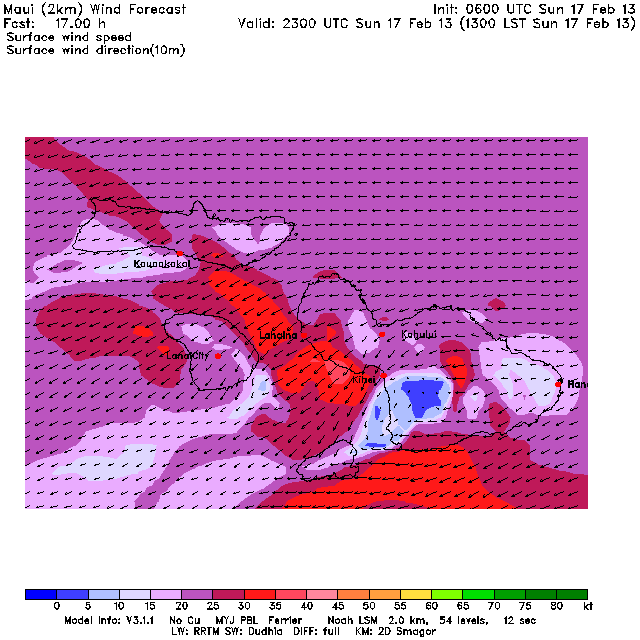 Maui (2km) Wind Forecast Init: 0600 UTC Sun 17 Feb 13
Fcst: 17.00 h Valid: 2300 UTC Sun 17 Feb 13 (1300 LST Sun 17 Feb 13)
Surface wind speed
Surface wind direction(10m)
Kaunakakai
Lahaina
Kahului
LanaiCity
Kihei
Han
0 5 10 15 20 25 30 35 40 45 50 55 60 65 70 75 80 kt
Model Info: V3.1.1 No Cu MYJ PBL Ferrier Noah LSM 2.0 km, 54 levels, 12 sec
LW: RRTM SW: Dudhia DIFF: full KM: 2D Smagor